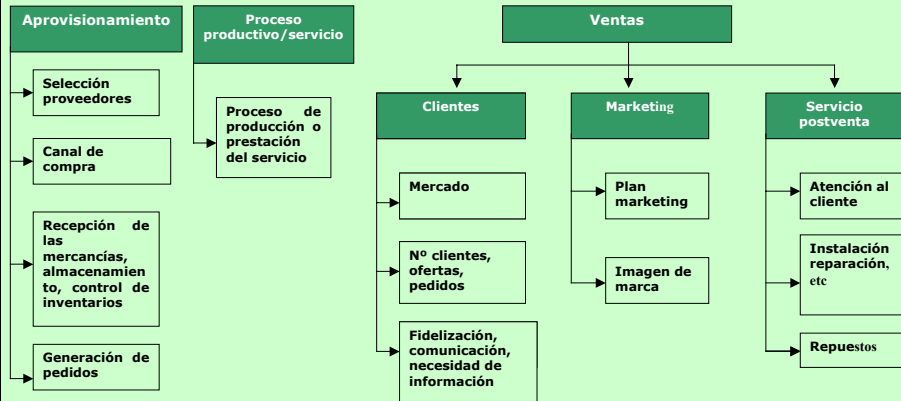 Aprovisionamiento
Selección
proveedores
Canal de
compra
Recepción de
las
mercancías,
almacenamien
to, control de
inventarios
Generación de
pedidos
Proceso
productivo/servicio
Proceso de
producción o
prestación
del servicio
Ventas
Clientes
Mercado
Nº clientes,
ofertas,
pedidos
Fidelización,
comunicación,
necesidad de
información
Marketing
Plan
marketing
Imagen de
marca
Servicio
postventa
Atención al
cliente
Instalación
reparación,
etc
Repuestos